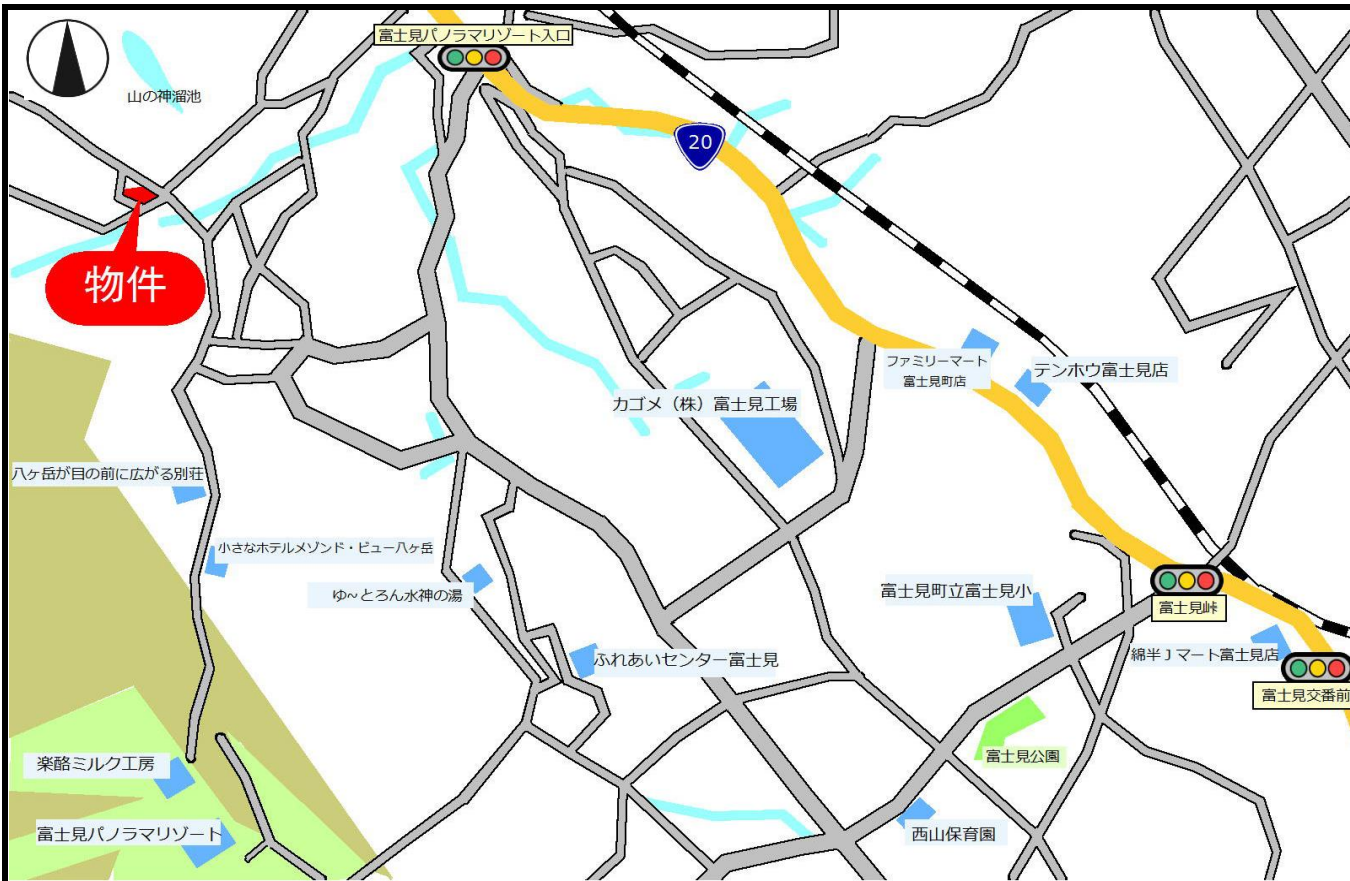 富士見パノラマリゾート入口
山の神溜池
20
物件
ファミリーマート
富士見町店
テンホウ富士見店
カゴメ（株）富士見工場
八ヶ岳が目の前に広がる別荘
小さなホテルメゾンド・ビュー八ヶ岳
ゆ~とろん水神の湯
富士見町立富士見小
富士見峠
ふれあいセンター富士見
綿半Ｊマート富士見店
富士見交番前
富士見公園
楽酪ミルク工房
富士見パノラマリゾート
西山保育園